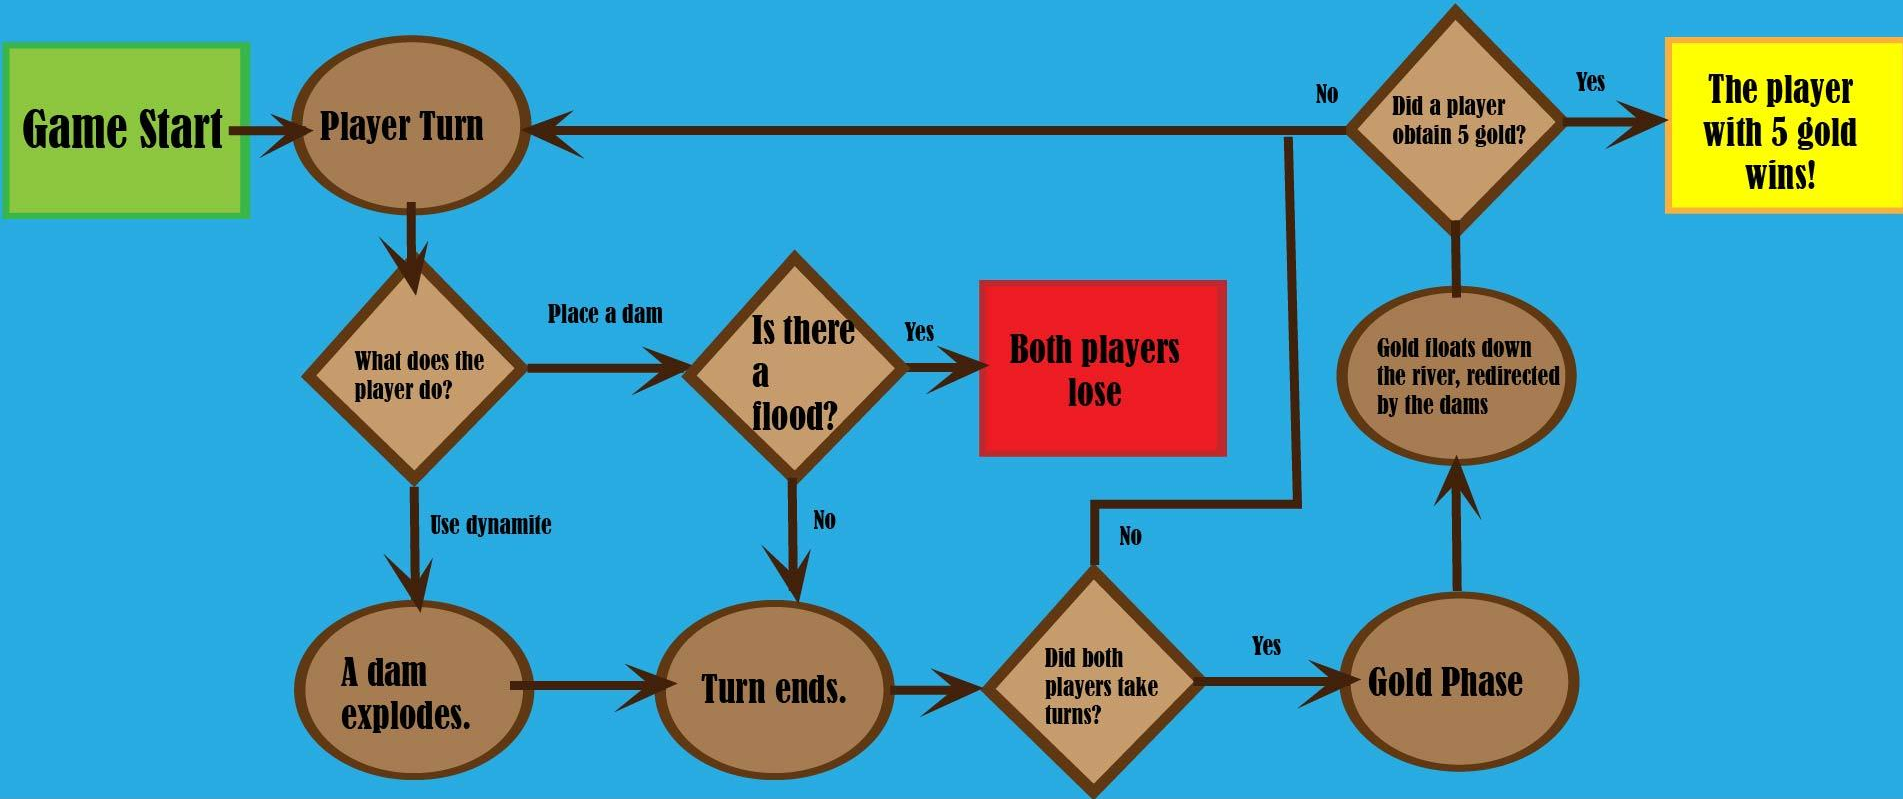 Game Start
Player Turn
No
Did a player
obtain 5 gold?
Yes
The player
with 5 gold
wins!
What does the
player do?
Place a dam
Is there
a
flood?
Yes
Both players
lose
Gold floats down
the river, redirected
by the dams
Use dynamite
No
No
A dam
explodes.
Turn ends.
Did both
players take
turns?
Yes
Gold Phase